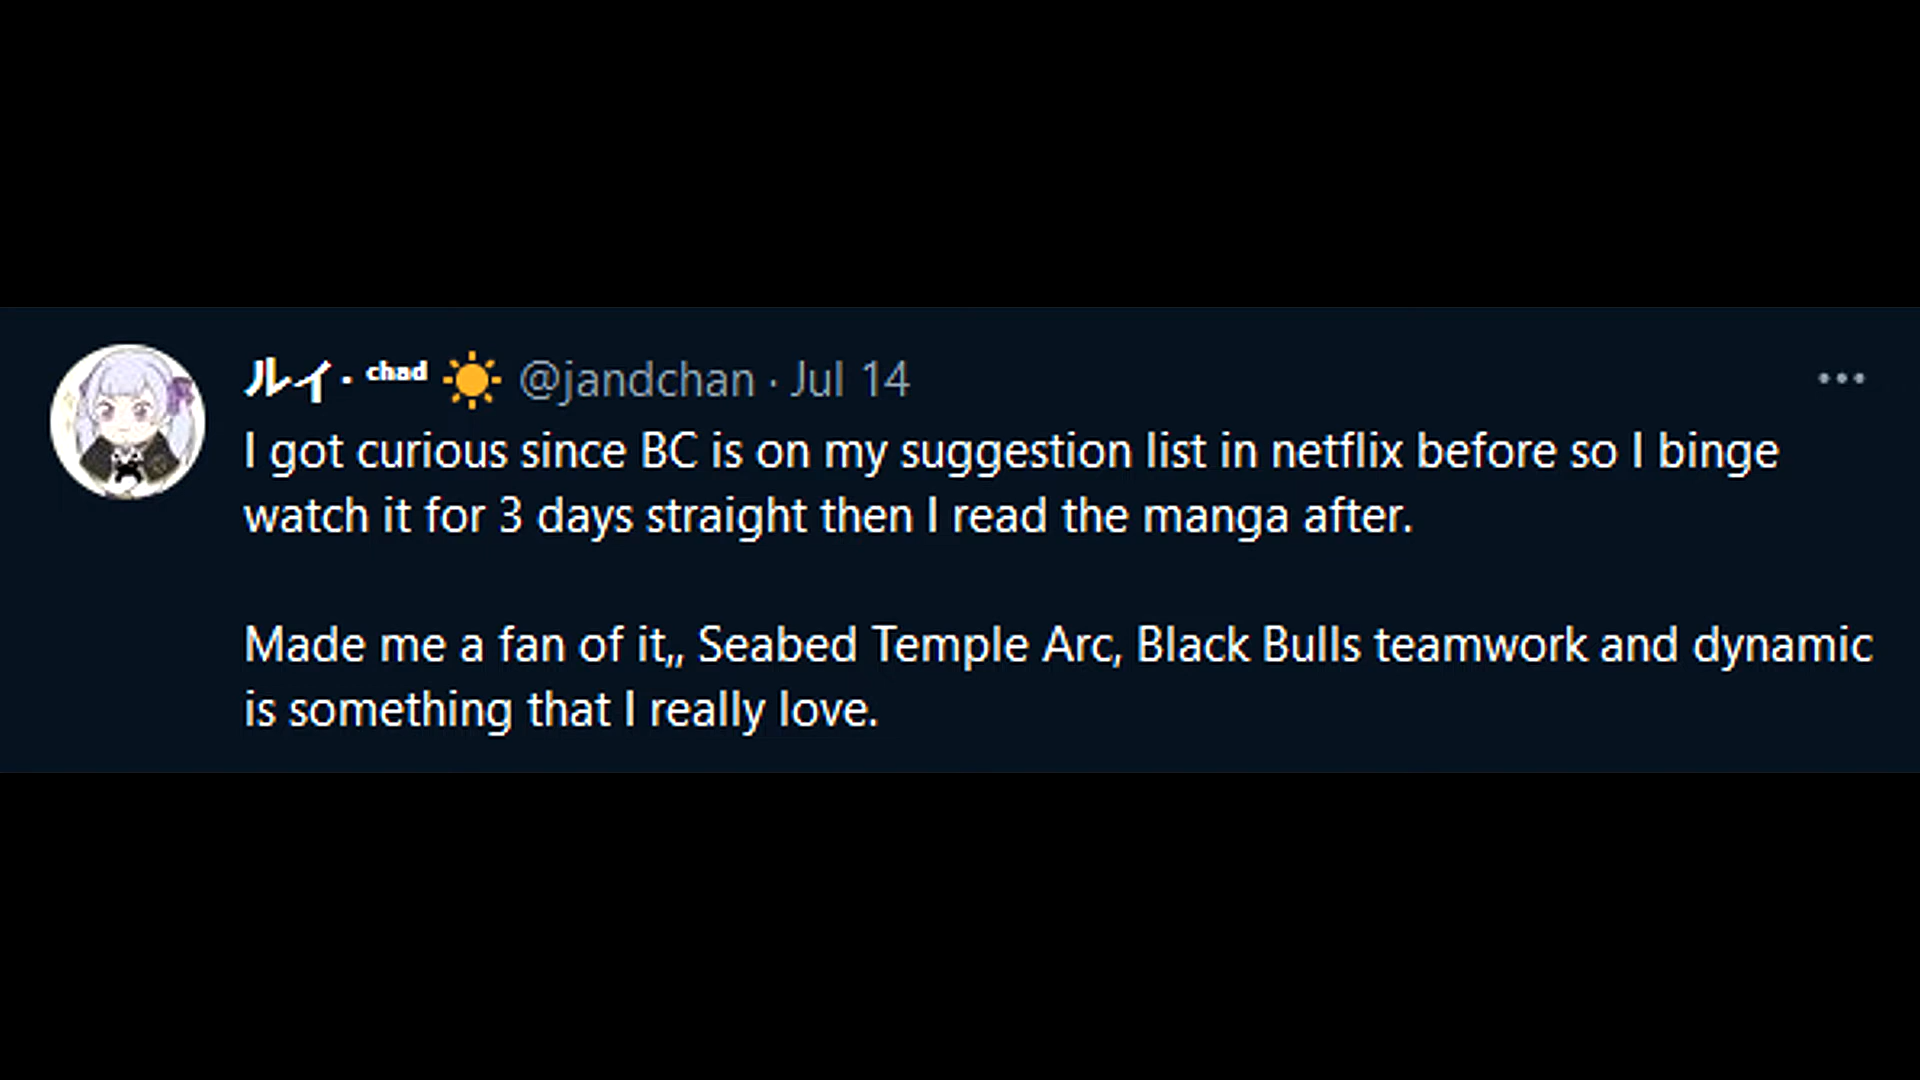 ルイ· ᶜʰᵃᵈ ☀ @jandchan · Jul 14
I got curious since BC is on my suggestion list in netflix before so I binge
watch it for 3 days straight then I read the manga after.
Made me a fan of it,, Seabed Temple Arc, Black Bulls teamwork and dynamic
is something that I really love.